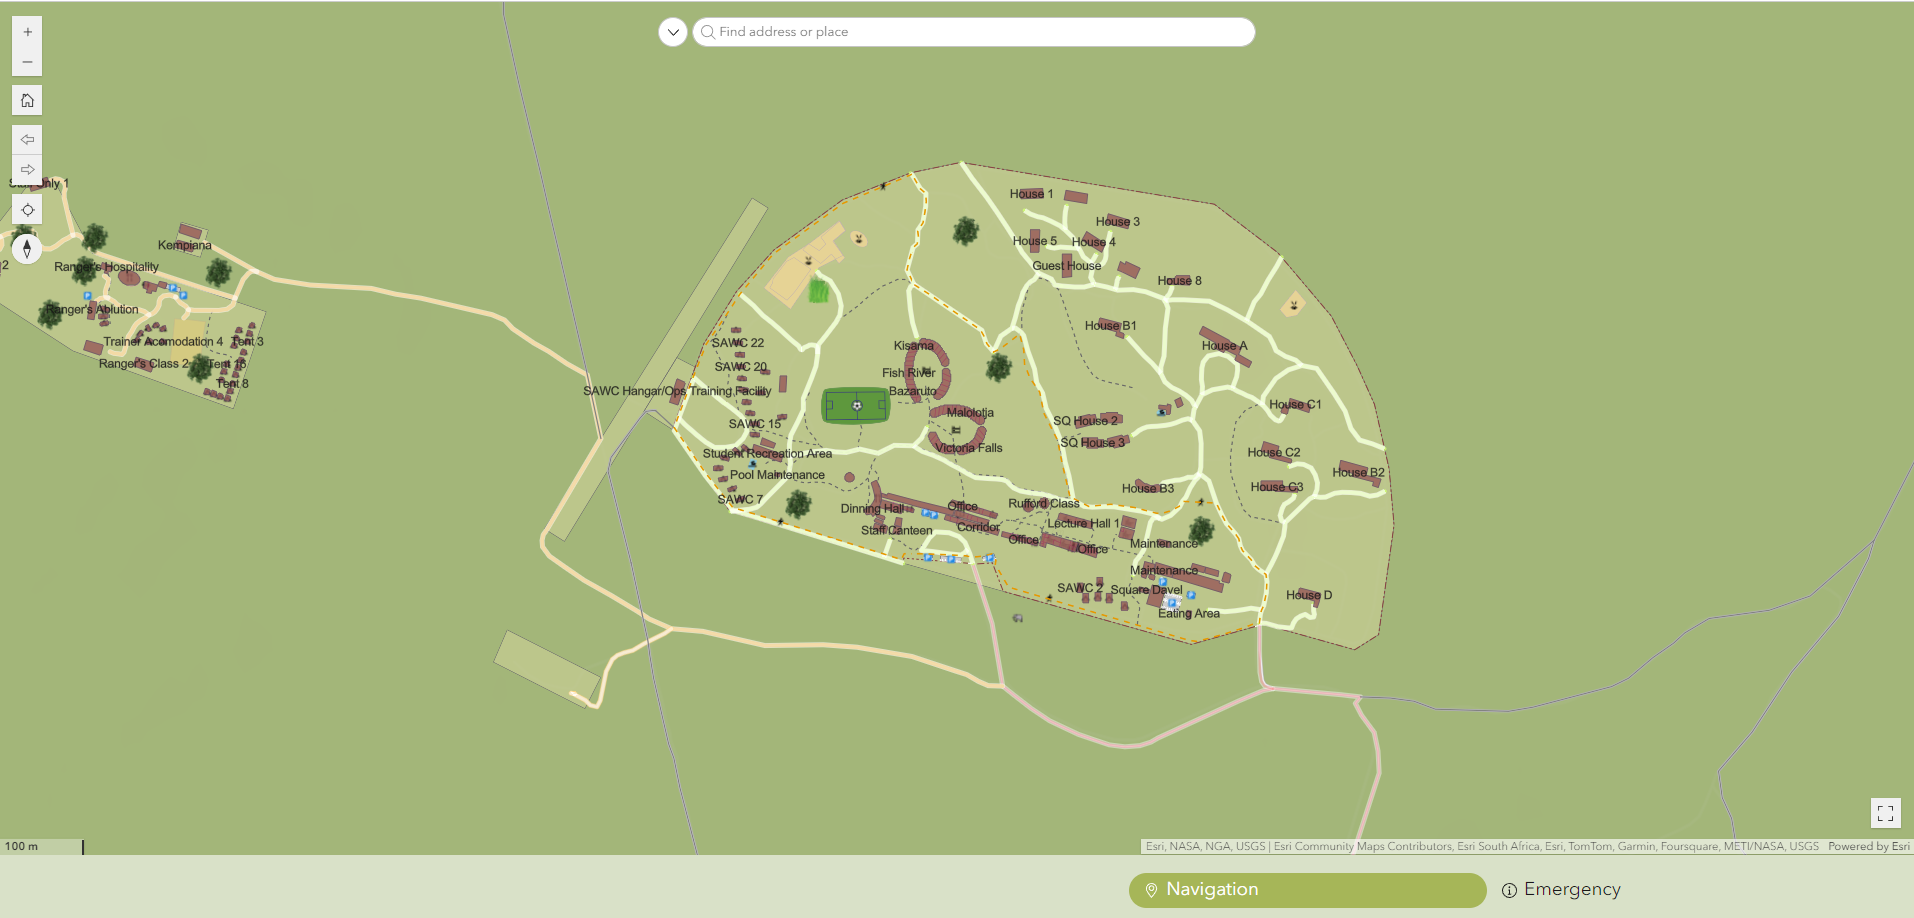 Find address or place
Staff Only 1
House 1
House 3
House 5
House 4
Kempiana
2
Ranger's Hospitality
Guest House
House 8
Ranger's Ablution
House B1
Trainer Acomodation 4
Tent 3
SAWC 22
Kisama
House A
Ranger's Class 2
Tent 16
SAWC 20
Fish River
Tent 8
SAWC Hangar/Ops Training Facility
Bazaruto
House C1
Malolotja
SAWC 15
SQ House 2
SQ House 3
Student Recreation Area
Victoria Falls
House C2
Pool Maintenance
House B2
House B3
House C3
SAWC 7
Dinning Hall
Office
Rufford Class
Staff Canteen
Corridor
Lecture Hall 1
Office
Office
Maintenance
Maintenance
SAWC 2
Square Davel
House D
Eating Area
100 m
Esri, NASA, NGA, USGS | Esri Community Maps Contributors, Esri South Africa, Esri, TomTom, Garmin, Foursquare, METI/NASA, USGS
Powered by Esri
Navigation
Emergency